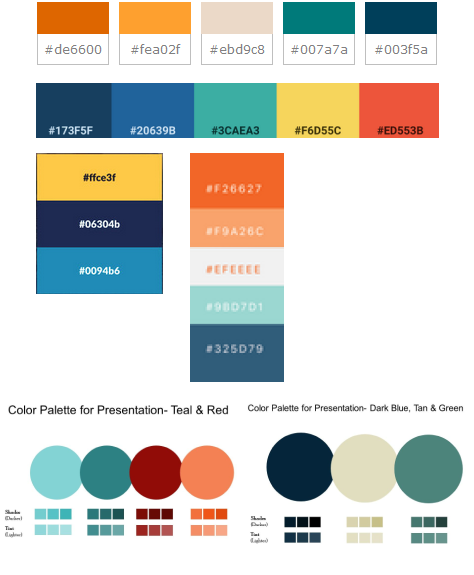 #de6600 #fea02f #ebd9c8 #007a7a #003f5a
#173F5F #20639B #3CAEA3 #F6D55C #ED553B
#ffce3f
#06304b
#0094b6
#F26627
#F9A26C
#EFEEEE
#9BD7D1
#325D79
Color Palette for Presentation- Teal & Red
Shades
(Darker)
Tint
(Lighter)
Color Palette for Presentation- Dark Blue, Tan & Green
Shades
(Darker)
Tint
(Lighter)